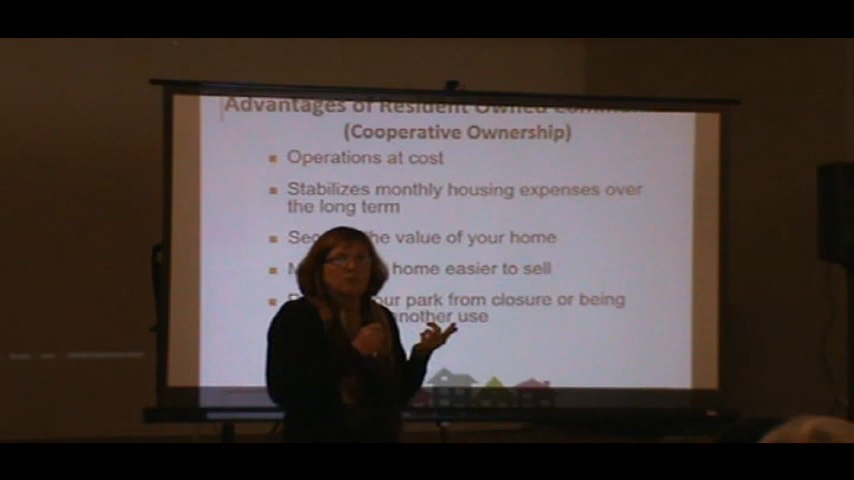 Advantages of Resident Owned
(Cooperative Ownership)
Operations at cost
Stabilizes monthly housing expenses over
the long term
the value of your home
home easier to sell
park from closure or being
another use